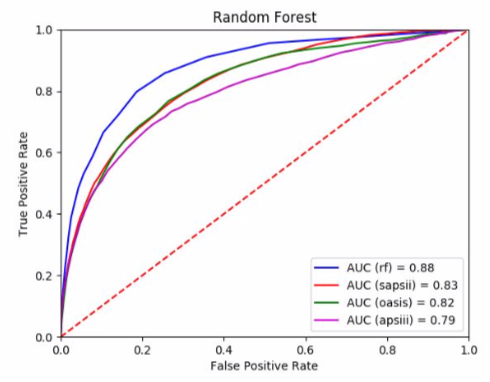 Random Forest
True Positive Rate
1.0
0.8
0.6
0.4
0.2
0.0
AUC (rf) = 0.88
AUC (sapsii) = 0.83
AUC (oasis) = 0.82
AUC (apsiii) = 0.79
0.0 0.2 0.4 0.6 0.8 1.0
False Positive Rate